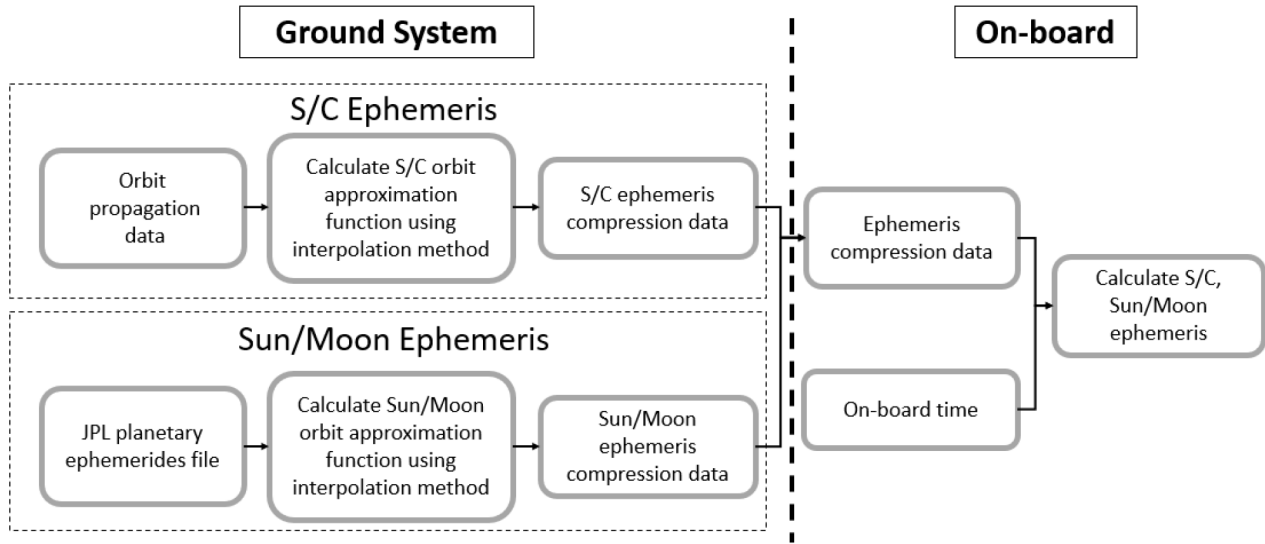 Ground System
On-board
S/C Ephemeris
Orbit
propagation
data
Calculate S/C orbit
approximation
function using
interpolation method
S/C ephemeris
compression data
Sun/Moon Ephemeris
JPL planetary
ephemerides file
Calculate Sun/Moon
orbit approximation
function using
interpolation method
Sun/Moon
ephemeris
compression data
Ephemeris
compression data
On-board time
Calculate S/C,
Sun/Moon
ephemeris